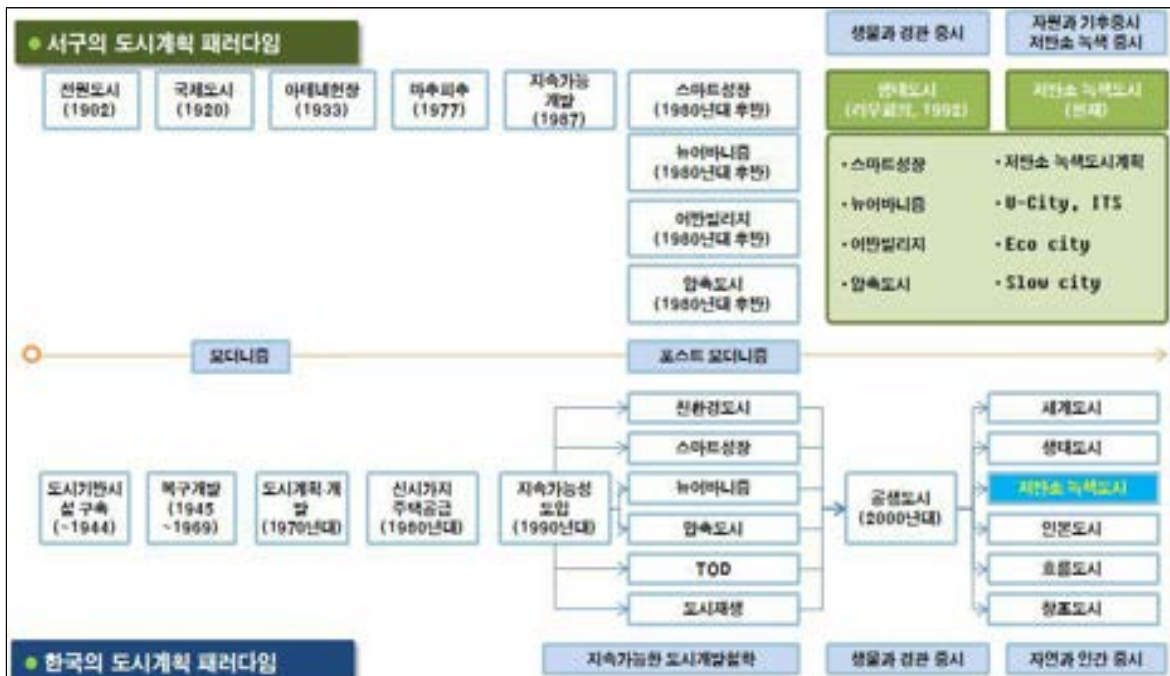 서구의 도시계획 패러다임
생물과 경관 중시
자원과 기후중시
저탄소 녹색 중시
전원도시
(1902)
국제도시
(1920)
아테네헌장
(1933)
마추피추
(1977)
지속가능
개발
(1987)
스마트성장
(1980년대 후반)
생태도시
(리우회의, 1992)
저탄소 녹색도시
(현재)
뉴어바니즘
(1980년대 후반)
어반빌리지
(1980년대 후반)
압축도시
(1980년대 후반)
·스마트성장
·뉴어바니즘
·어반빌리지
·압축도시
·저탄소 녹색도시계획
·U-City, ITS
·Eco city
·Slow city
모더니즘
포스트 모더니즘
도시기반시
설 구축
(~1944)
복구개발
(1945
~1969)
도시계획·개
발
(1970년대)
신시가지
주택공급
(1980년대)
지속가능성
도입
(1990년대)
친환경도시
스마트성장
뉴어바니즘
압축도시
TOD
도시재생
공생도시
(2000년대)
세계도시
생태도시
저탄소 녹색도시
인본도시
흐름도시
창조도시
한국의 도시계획 패러다임
지속가능한 도시개발철학
생물과 경관 중시
자연과 인간 중시